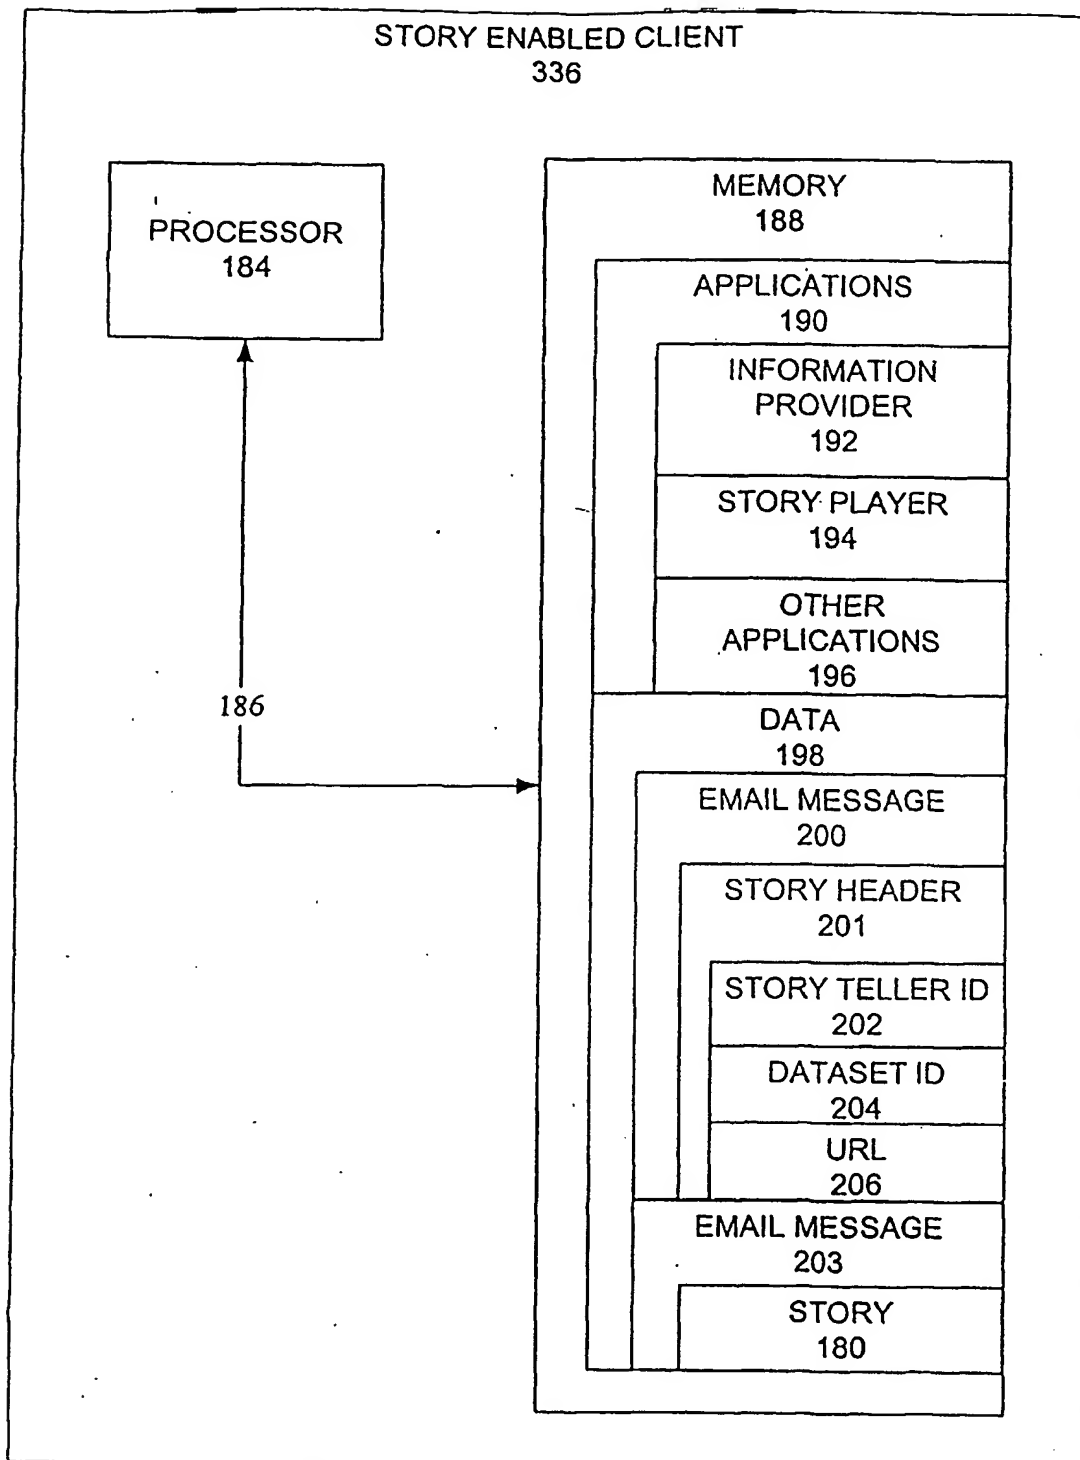 STORY ENABLED CLIENT
336
PROCESSOR
184
186
MEMORY
188
APPLICATIONS
190
INFORMATION
PROVIDER
192
STORY PLAYER
194
OTHER
APPLICATIONS
196
DATA
198
EMAIL MESSAGE
200
STORY HEADER
201
STORY TELLER ID
202
DATASET ID
204
URL
206
EMAIL MESSAGE
203
STORY
180